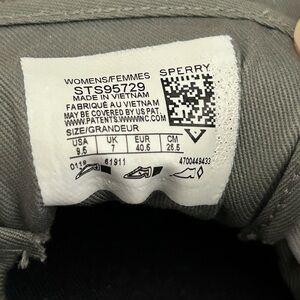 WOMENS/FEMMES SPERRY
STS95729
MADE IN VIETNAM
FABRIQUÉ AU VIETNAM
MAY BE COVERED BY US PAT.
WWW.PATENTS.WWWINC.COM
SIZE/GRANDEUR
USA UK EUR CM
9.5 7 40.5 26.5
0118 61911 4700449433